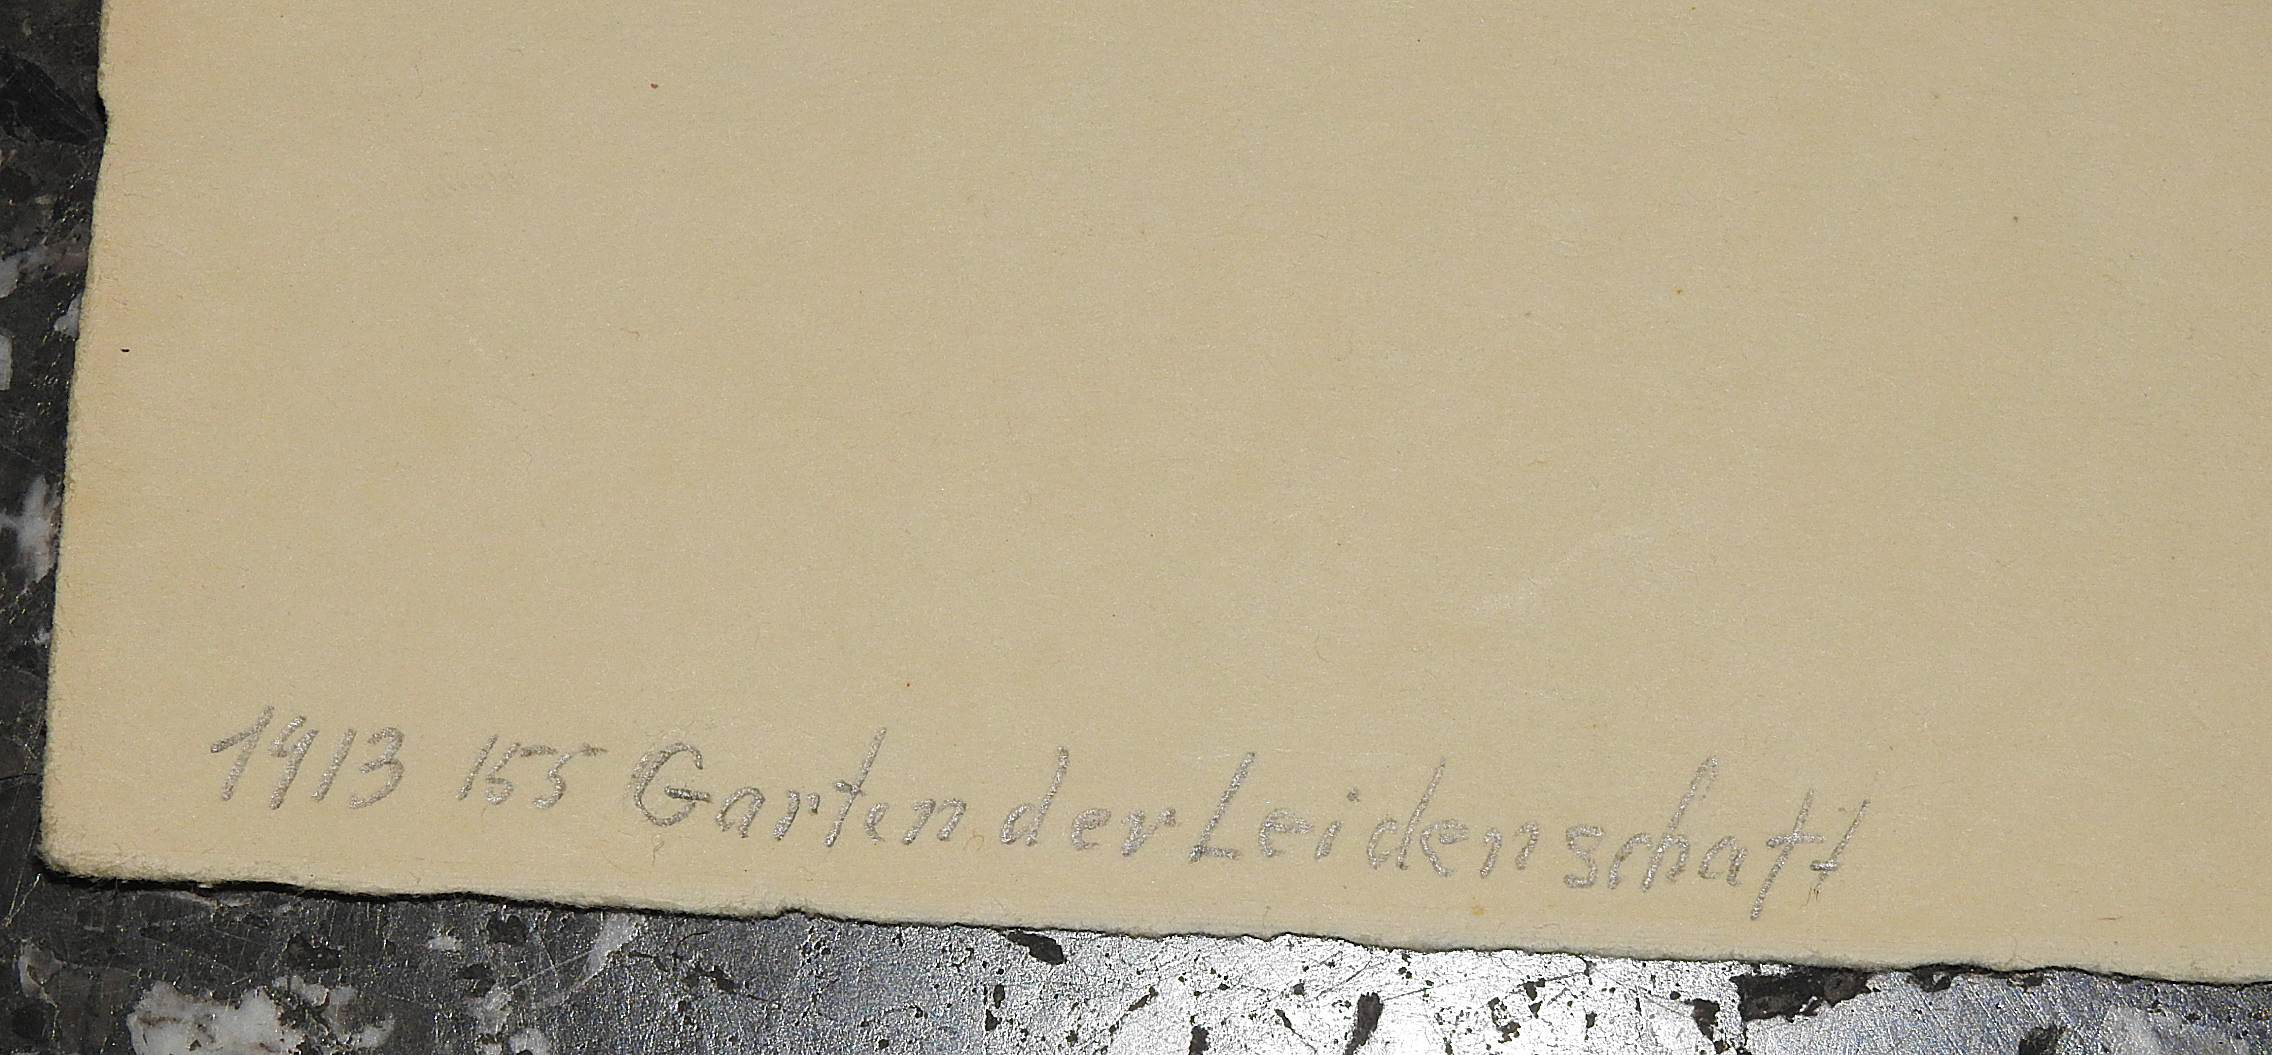 1913 155 Garten der Leidenschaft